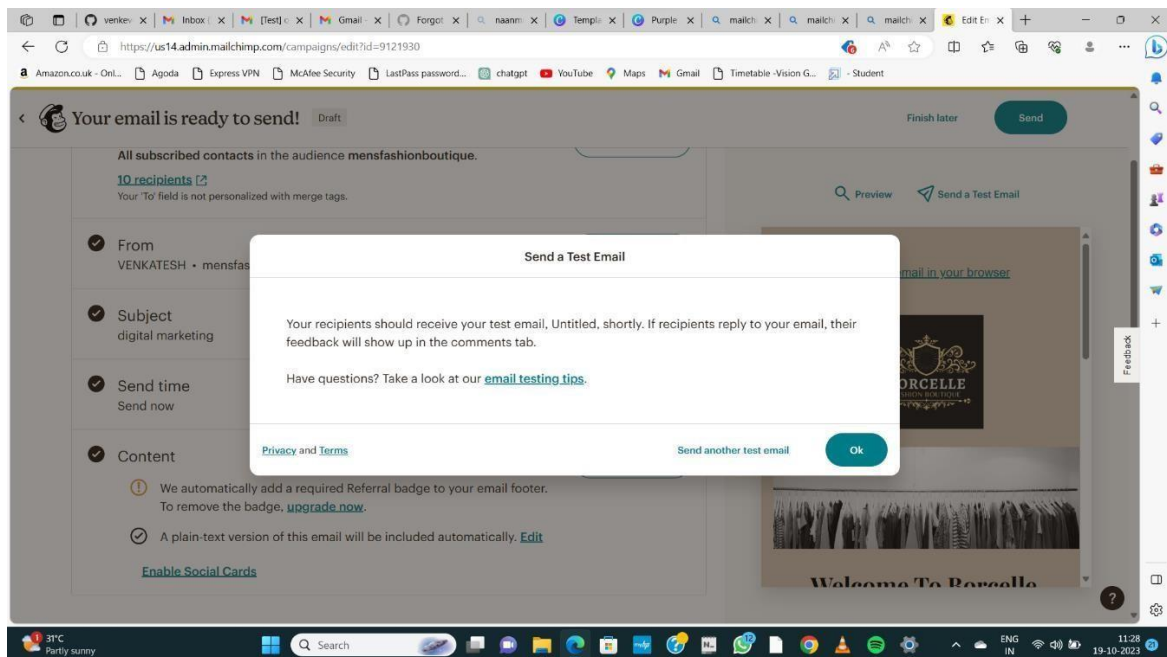 venkev
Inbox (
[Test] c
Gmail -
Forgot
naanm
Templa
Purple
mailch
mailchi
mailchi
Edit En
https://us14.admin.mailchimp.com/campaigns/edit?id=9121930
Amazon.co.uk - Onl...
Agoda
Express VPN
McAfee Security
LastPass password...
chatgpt
YouTube
Maps
Gmail
Timetable -Vision G...
- Student
Your email is ready to send! Draft
Finish later
Send
All subscribed contacts in the audience mensfashionboutique.
10 recipients
Your 'To' field is not personalized with merge tags.
Preview
Send a Test Email
From
VENKATESH • mensfas
Subject
digital marketing
Send time
Send now
Content
We automatically add a required Referral badge to your email footer.
To remove the badge, upgrade now.
A plain-text version of this email will be included automatically. Edit
Enable Social Cards
Send a Test Email
Your recipients should receive your test email, Untitled, shortly. If recipients reply to your email, their
feedback will show up in the comments tab.
Have questions? Take a look at our email testing tips.
Privacy and Terms
Send another test email
Ok
email in your browser
ORCELLE
SHION BOUTIQUE
Welcome To Borcelle
Feedback
?
31°C
Partly sunny
Search
12
ENG
IN
11:28
19-10-2023